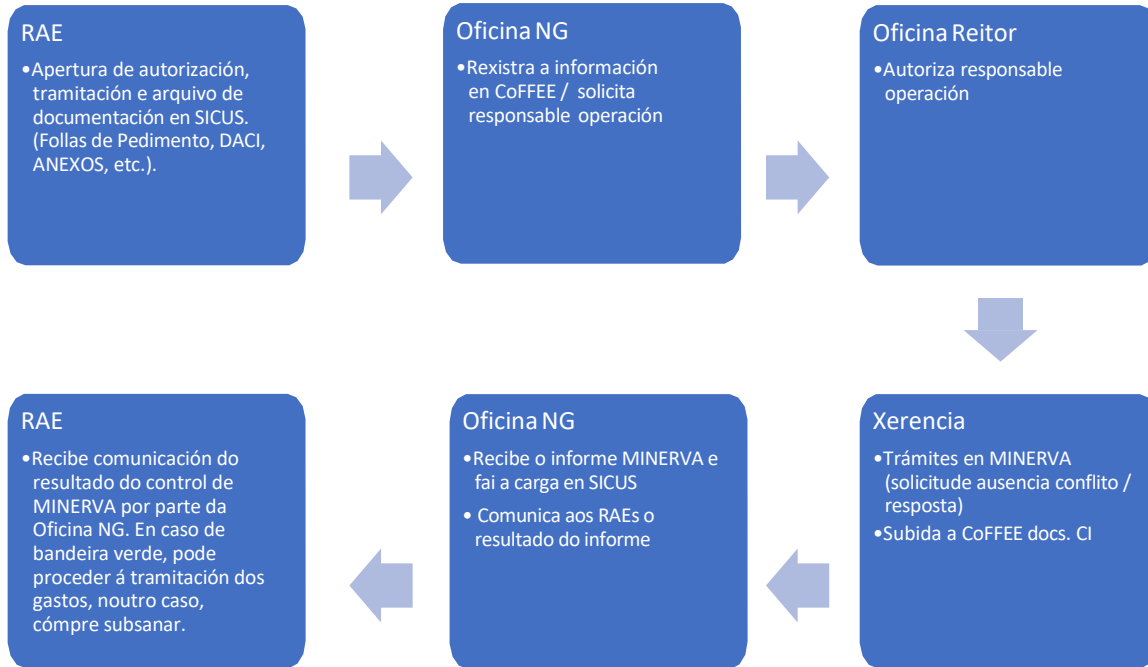 RAE
•Apertura de autorización,
tramitación e arquivo de
documentación en SICUS.
(Follas de Pedimento, DACI,
ANEXOS, etc.).
Oficina NG
•Rexistra a información
en CoFFEE / solicita
responsable operación
Oficina Reitor
•Autoriza responsable
operación
Xerencia
•Trámites en MINERVA
(solicitude ausencia conflito /
resposta)
•Subida a CoFFEE docs. CI
Oficina NG
•Recibe o informe MINERVA e
fai a carga en SICUS
• Comunica aos RAEs o
resultado do informe
RAE
•Recibe comunicación do
resultado do control de
MINERVA por parte da
Oficina NG. En caso de
bandeira verde, pode
proceder á tramitación dos
gastos, noutro caso,
cómpre subsanar.